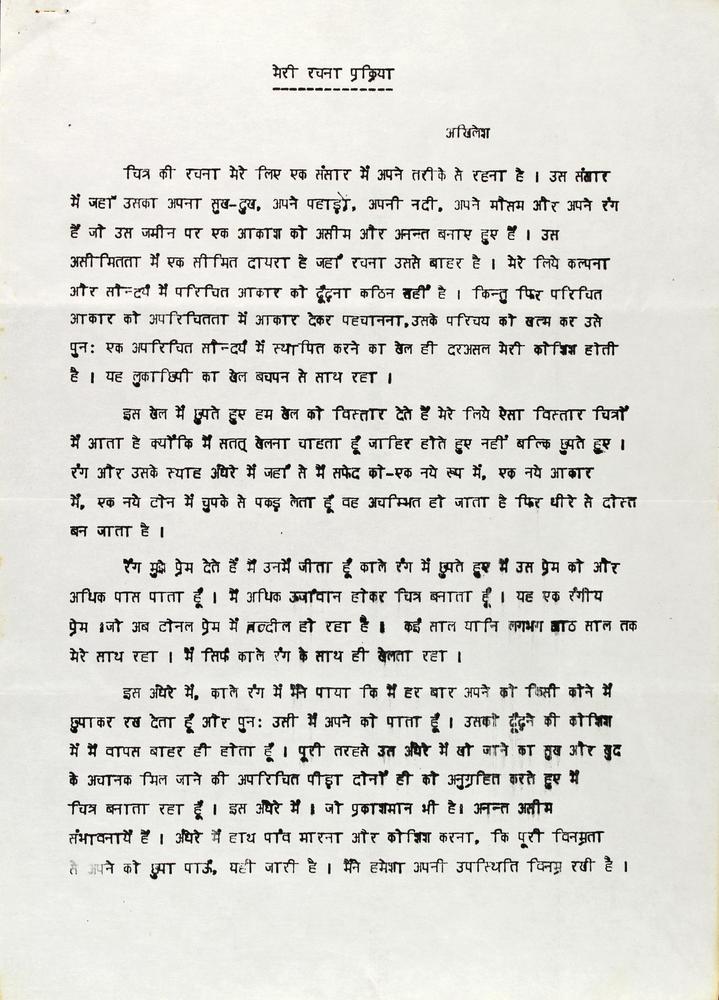 मेरी रचना प्रक्रिया
अखिलेश
चित्र की रचना मेरे लिए एक संसार में अपने तरीके से रहना है । उस संसार
में जहाँ उसका अपना सुख-दुख, अपने पहाड़ों, अपनी नदी, अपने मौसम और अपने रंग
हैं जो उस जमीन पर एक आकाश को असीम और अनन्त बनाए हुए हैं । उस
असीमितता में एक सीमित दायरा है जहाँ रचना उससे बाहर है । मेरे लिये कल्पना
और सौन्दर्य में परिचित आकार को ढूँढ़ना कठिन नहीं है । किन्तु फिर परिचित
आकार को अपरिचितता में आकार देकर पहचानना,उसके परिचय को खत्म कर उसे
पुन: एक अपरिचित सौन्दर्य में स्थापित करने का खेल ही दरअसल मेरी कोशिश होती
है । यह लुकाछिपी का खेल बचपन से साथ रहा ।
इस खेल में छुपते हुए हम खेल को विस्तार देते हैं मेरे लिये ऐसा विस्तार चित्रों
में आता है क्योंकि मैं सतत् खेलना चाहता हूँ जाहिर होते हुए नहीं बल्कि छुपते हुए ।
रंग और उसके स्याह अंधेरे में जहाँ से मैं सफेद को-एक नये रूप में, एक नये आकार
में, एक नये टोन में चुपके से पकड़ लेता हूँ वह अचम्भित हो जाता है फिर धीरे से दोस्त
बन जाता है ।
रंग मुझे प्रेम देते हैं मैं उनमें जीता हूँ काले रंग में छुपते हुए मैं उस प्रेम को और
अधिक पास पाता हूँ । मैं अधिक ऊर्जावान होकर चित्र बनाता हूँ । यह एक रंगीय
प्रेम ।जो अब टोनल प्रेम में तब्दील हो रहा है । कई साल यानि लगभग आठ साल तक
मेरे साथ रहा । मैं सिर्फ काले रंग के साथ ही खेलता रहा ।
इस अंधेरे में, काले रंग में मैंने पाया कि मैं हर बार अपने को किसी कोने में
छुपाकर रख देता हूँ और पुन: उसी में अपने को पाता हूँ । उसको ढूँढ़ने की कोशिश
में मैं वापस बाहर ही होता हूँ । पूरी तरहसे उस अंधेरे में खो जाने का सुख और खुद
के अचानक मिल जाने की अपरिचित पीड़ा दोनों ही को अनुग्रहित करते हुए मैं
चित्र बनाता रहा हूँ । इस अंधेरे में । जो प्रकाशमान भी है। अनन्त असीम
संभावनायें हैं । अंधेरे में हाथ पाँव मारना और कोशिश करना, कि पूरी विनम्रता
से अपने को छुपा पाऊँ, यही जारी है । मैंने हमेशा अपनी उपस्थिति विनम्र रखी है ।